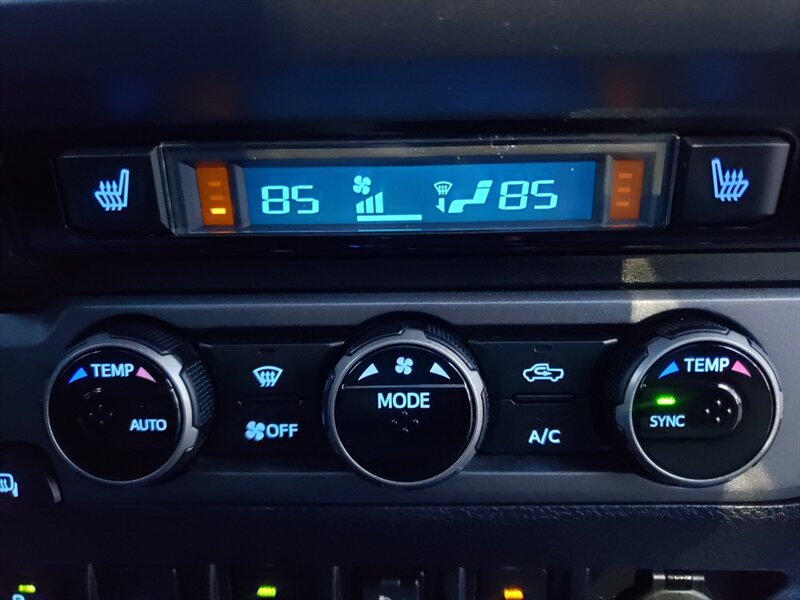 85 85
TEMP
AUTO
OFF
MODE
A/C
TEMP
SYNC